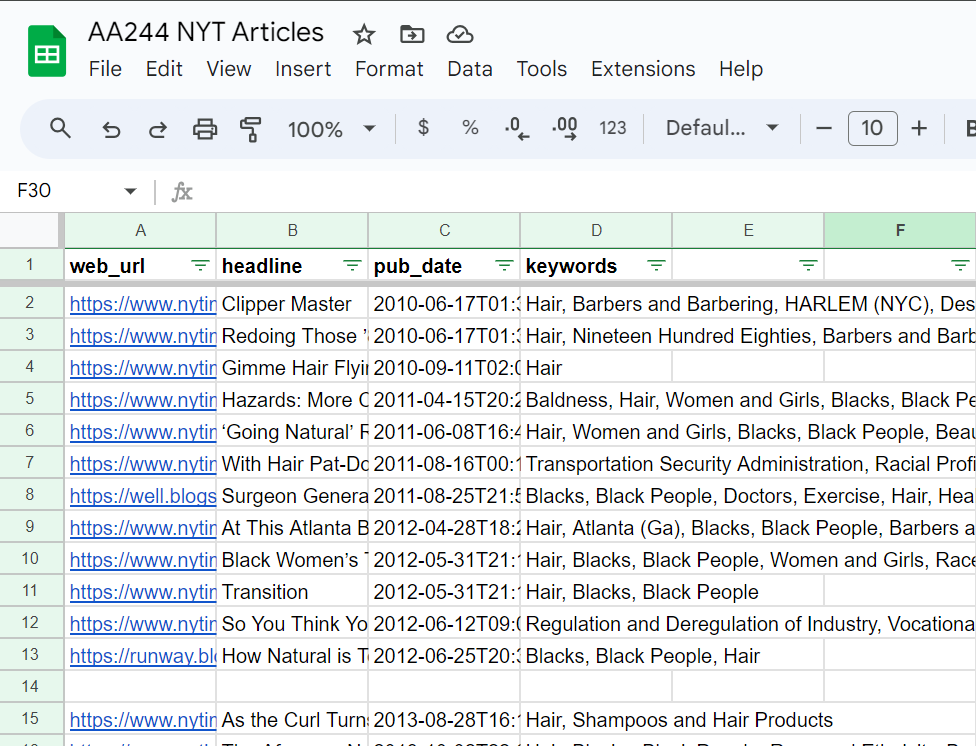 AA244 NYT Articles
File Edit View Insert Format Data Tools Extensions Help
100% $ % .0 .00 123 Defaul... 10 B
F30 fx
A B C D E F
1 web_url headline pub_date keywords
2 https://www.nytim Clipper Master 2010-06-17T01:3 Hair, Barbers and Barbering, HARLEM (NYC), Des
3 https://www.nytim Redoing Those ' 2010-06-17T01:3 Hair, Nineteen Hundred Eighties, Barbers and Barb
4 https://www.nytim Gimme Hair Flyi 2010-09-11T02:0 Hair
5 https://www.nytim Hazards: More C 2011-04-15T20:2 Baldness, Hair, Women and Girls, Blacks, Black Pe
6 https://www.nytim ‘Going Natural’ R 2011-06-08T16:4 Hair, Women and Girls, Blacks, Black People, Beau
7 https://www.nytim With Hair Pat-Do 2011-08-16T00:1 Transportation Security Administration, Racial Profi
8 https://well.blogs Surgeon Genera 2011-08-25T21:5 Blacks, Black People, Doctors, Exercise, Hair, Hea
9 https://www.nytim At This Atlanta B 2012-04-28T18:2 Hair, Atlanta (Ga), Blacks, Black People, Barbers a
10 https://www.nytim Black Women’s T 2012-05-31T21:1 Hair, Blacks, Black People, Women and Girls, Race
11 https://www.nytim Transition 2012-05-31T21:1 Hair, Blacks, Black People
12 https://www.nytim So You Think Yo 2012-06-12T09:0 Regulation and Deregulation of Industry, Vocationa
13 https://runway.blo How Natural is T 2012-06-25T20:3 Blacks, Black People, Hair
14
15 https://www.nytim As the Curl Turns 2013-08-28T16:1 Hair, Shampoos and Hair Products